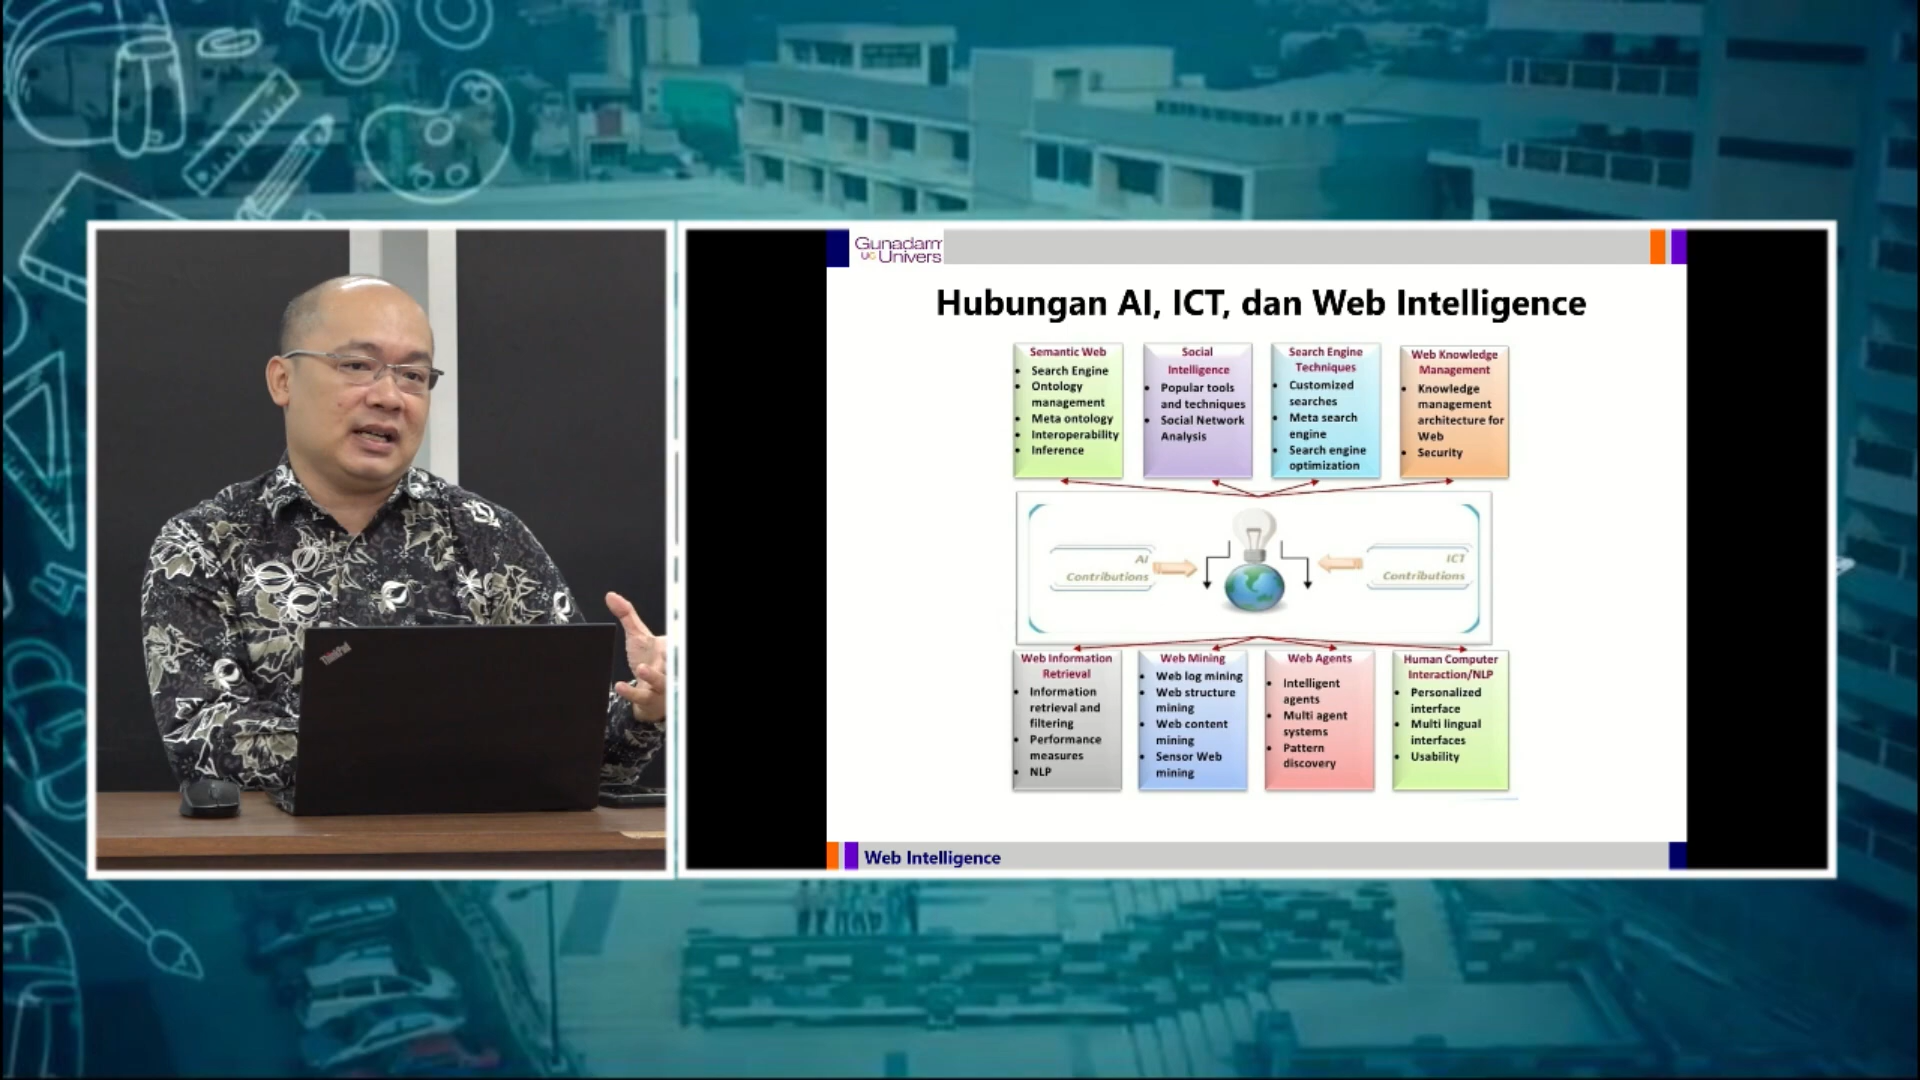 ThinkPad
Gunadarm
UG Univers
Hubungan AI, ICT, dan Web Intelligence
Semantic Web
• Search Engine
• Ontology
management
• Meta ontology
• Interoperability
• Inference
Social
Intelligence
• Popular tools
and techniques
• Social Network
Analysis
Search Engine
Techniques
• Customized
searches
• Meta search
engine
• Search engine
optimization
Web Knowledge
Management
• Knowledge
management
architecture for
Web
• Security
AI
Contributions
ICT
Contributions
Web Information
Retrieval
• Information
retrieval and
filtering
• Performance
measures
• NLP
Web Mining
• Web log mining
• Web structure
mining
• Web content
mining
• Sensor Web
mining
Web Agents
• Intelligent
agents
• Multi agent
systems
• Pattern
discovery
Human Computer
Interaction/NLP
• Personalized
interface
• Multi lingual
interfaces
• Usability
Web Intelligence